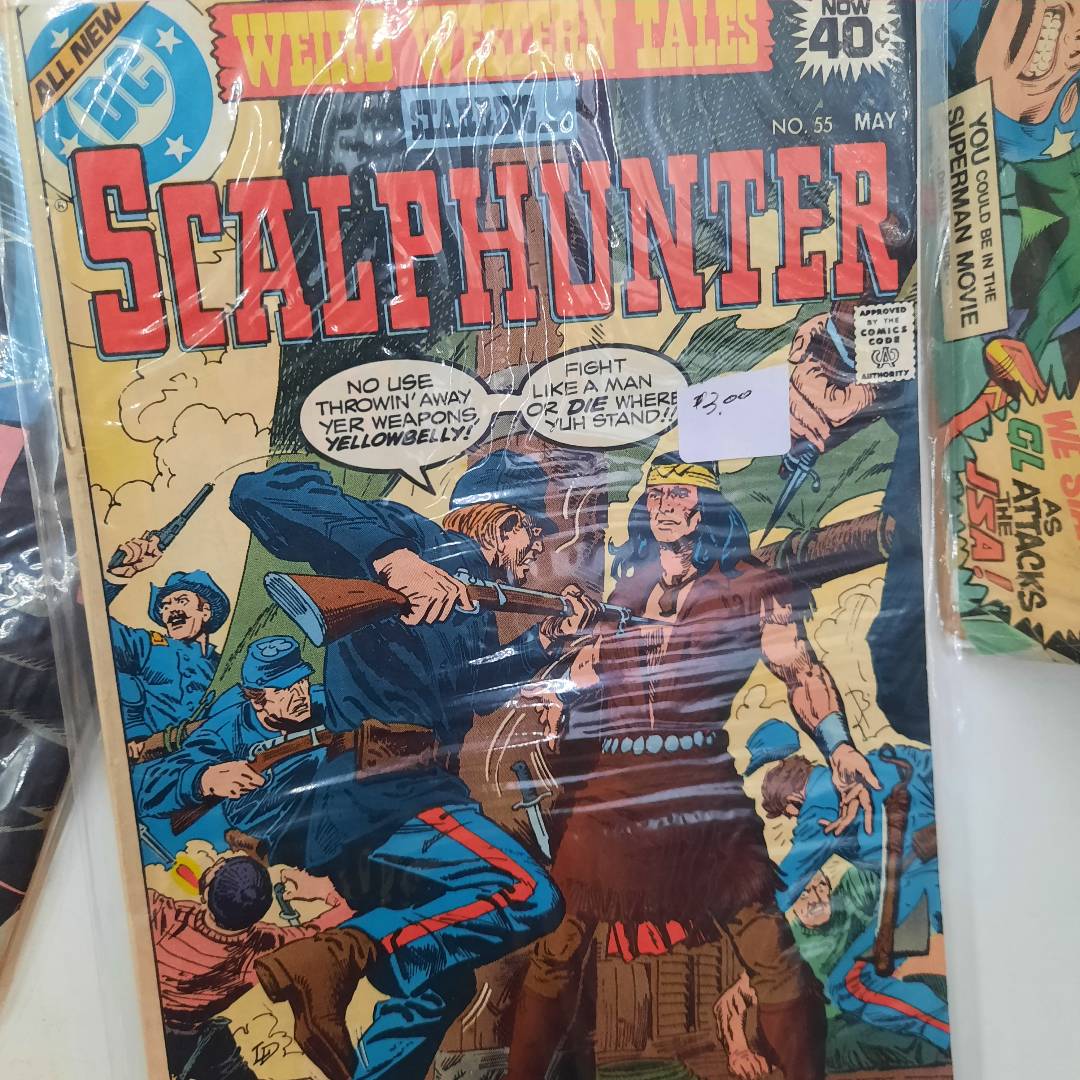 ALL NEW
DC
WEIRD WESTERN TALES
NOW
40¢
STARRING
NO. 55 MAY
SCALPHUNTER
APPROVED
BY THE
COMICS
CODE
AUTHORITY
NO USE
THROWIN' AWAY
YER WEAPONS,
YELLOWBELLY!
FIGHT
LIKE A MAN
OR DIE WHERE
YUH STAND!!
$3.00
YOU COULD BE IN THE
SUPERMAN MOVIE
WE
GL
AS
ATTACKS
THE
JSA!